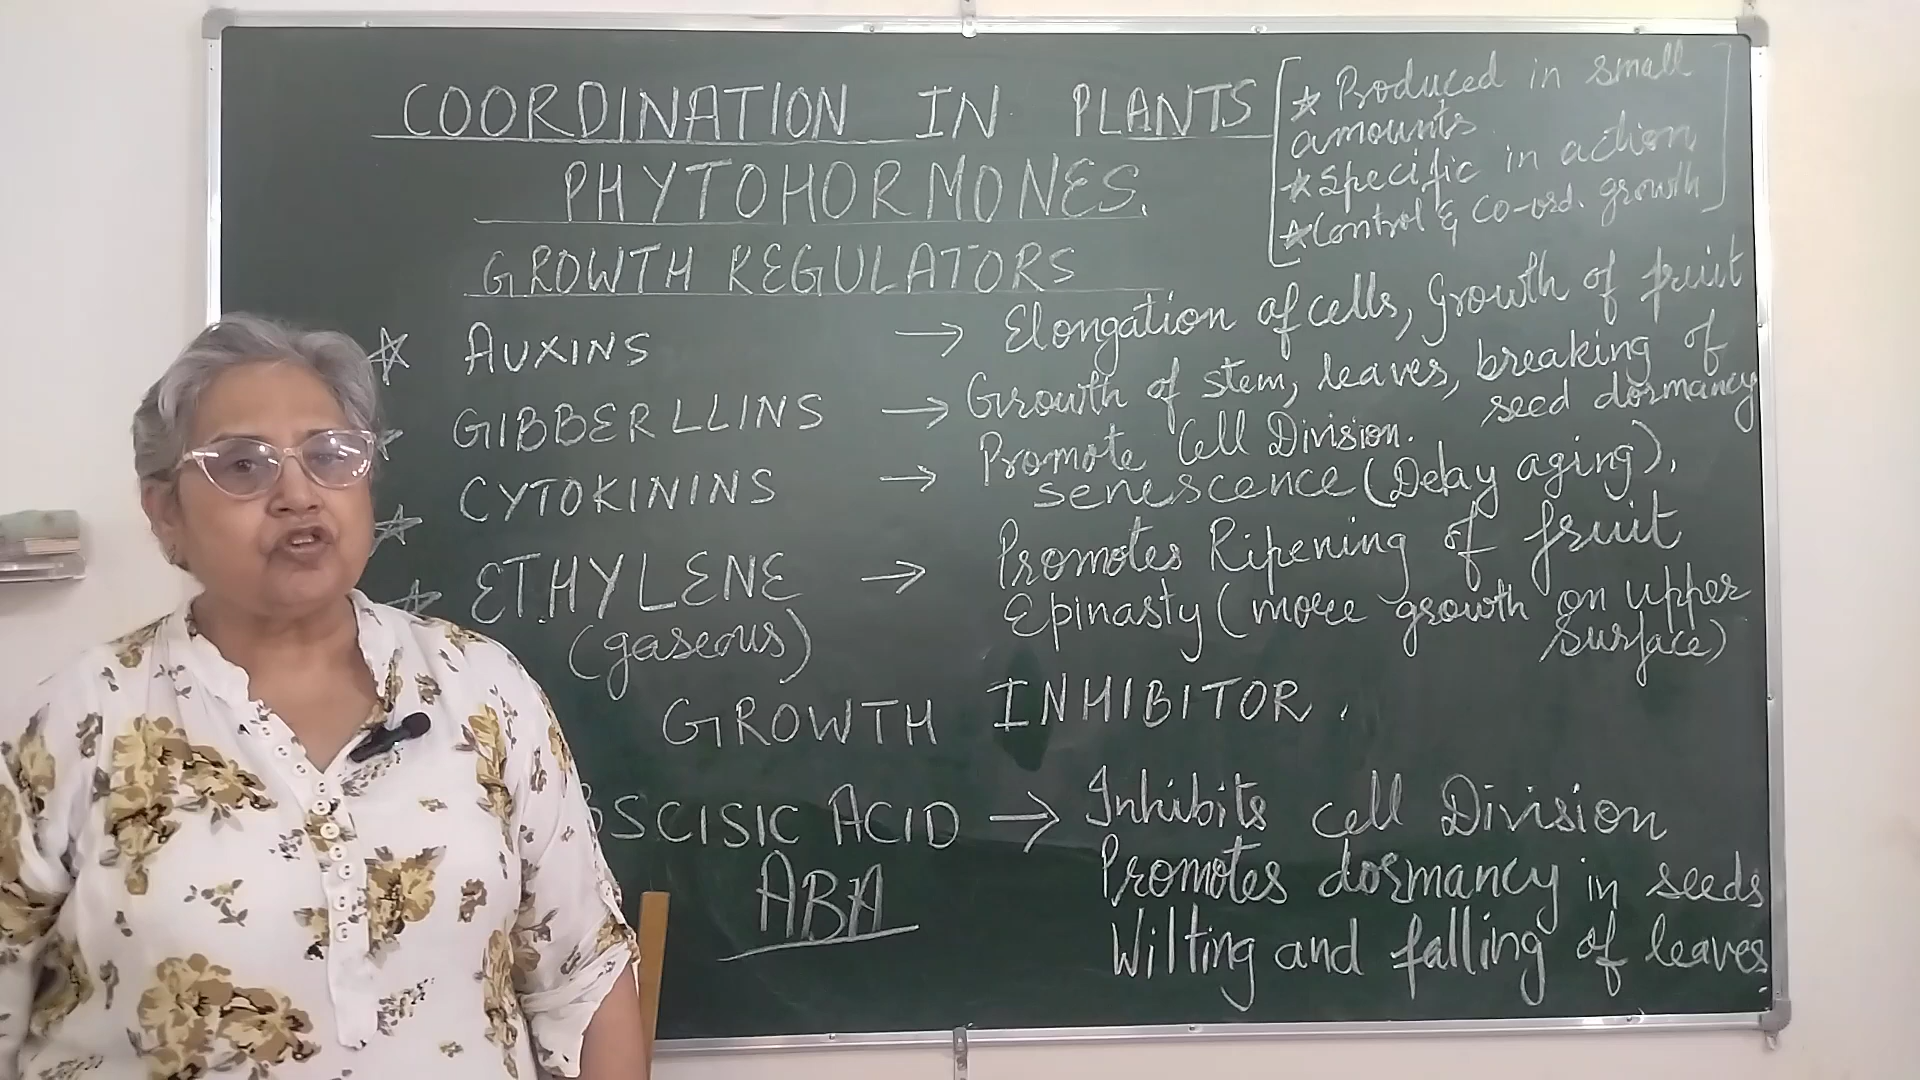 COORDINATION IN PLANTS
PHYTOHORMONES.
GROWTH REGULATORS
★ Produced in small
amounts
★ Specific in action
★ Control & Co-ord. growth
☆ AUXINS → Elongation of cells, Growth of fruit
☆ GIBBERLLINS → Growth of stem, leaves, breaking of
seed dormancy
☆ CYTOKININS → Promote Cell Division.
senescence (Delay aging),
☆ ETHYLENE → Promotes Ripening of fruit
(gaseous) Epinasty (more growth on upper
surface)
GROWTH INHIBITOR.
BSCISIC ACID → Inhibits cell Division
ABA Promotes dormancy in seeds
Wilting and falling of leaves